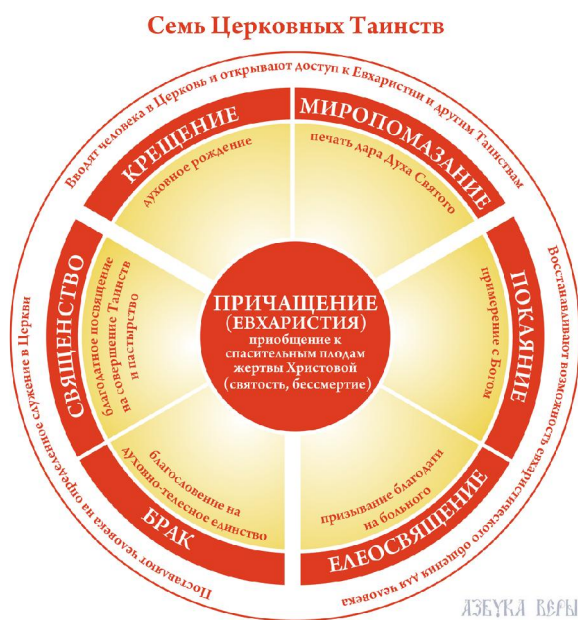 Семь Церковных Таинств
Вводят человека в Церковь и открывают доступ к Евхаристии и другим Таинствам
КРЕЩЕНИЕ
духовное рождение
МИРОПОМАЗАНИЕ
печать дара Духа Святого
Восстанавливают возможность евхаристического общения для человека
ПОКАЯНИЕ
примерение с Богом
ЕЛЕОСВЯЩЕНИЕ
призывание благодати
на больного
Поставляют человека на определенное служение в Церкви
БРАК
благословение на
духовно-телесное единство
СВЯЩЕНСТВО
благодатное посвящение
на совершение Таинств
и пастырство
ПРИЧАЩЕНИЕ
(ЕВХАРИСТИЯ)
приобщение к
спасительным плодам
жертвы Христовой
(святость, бессмертие)
АЗБУКА ВЕРЫ